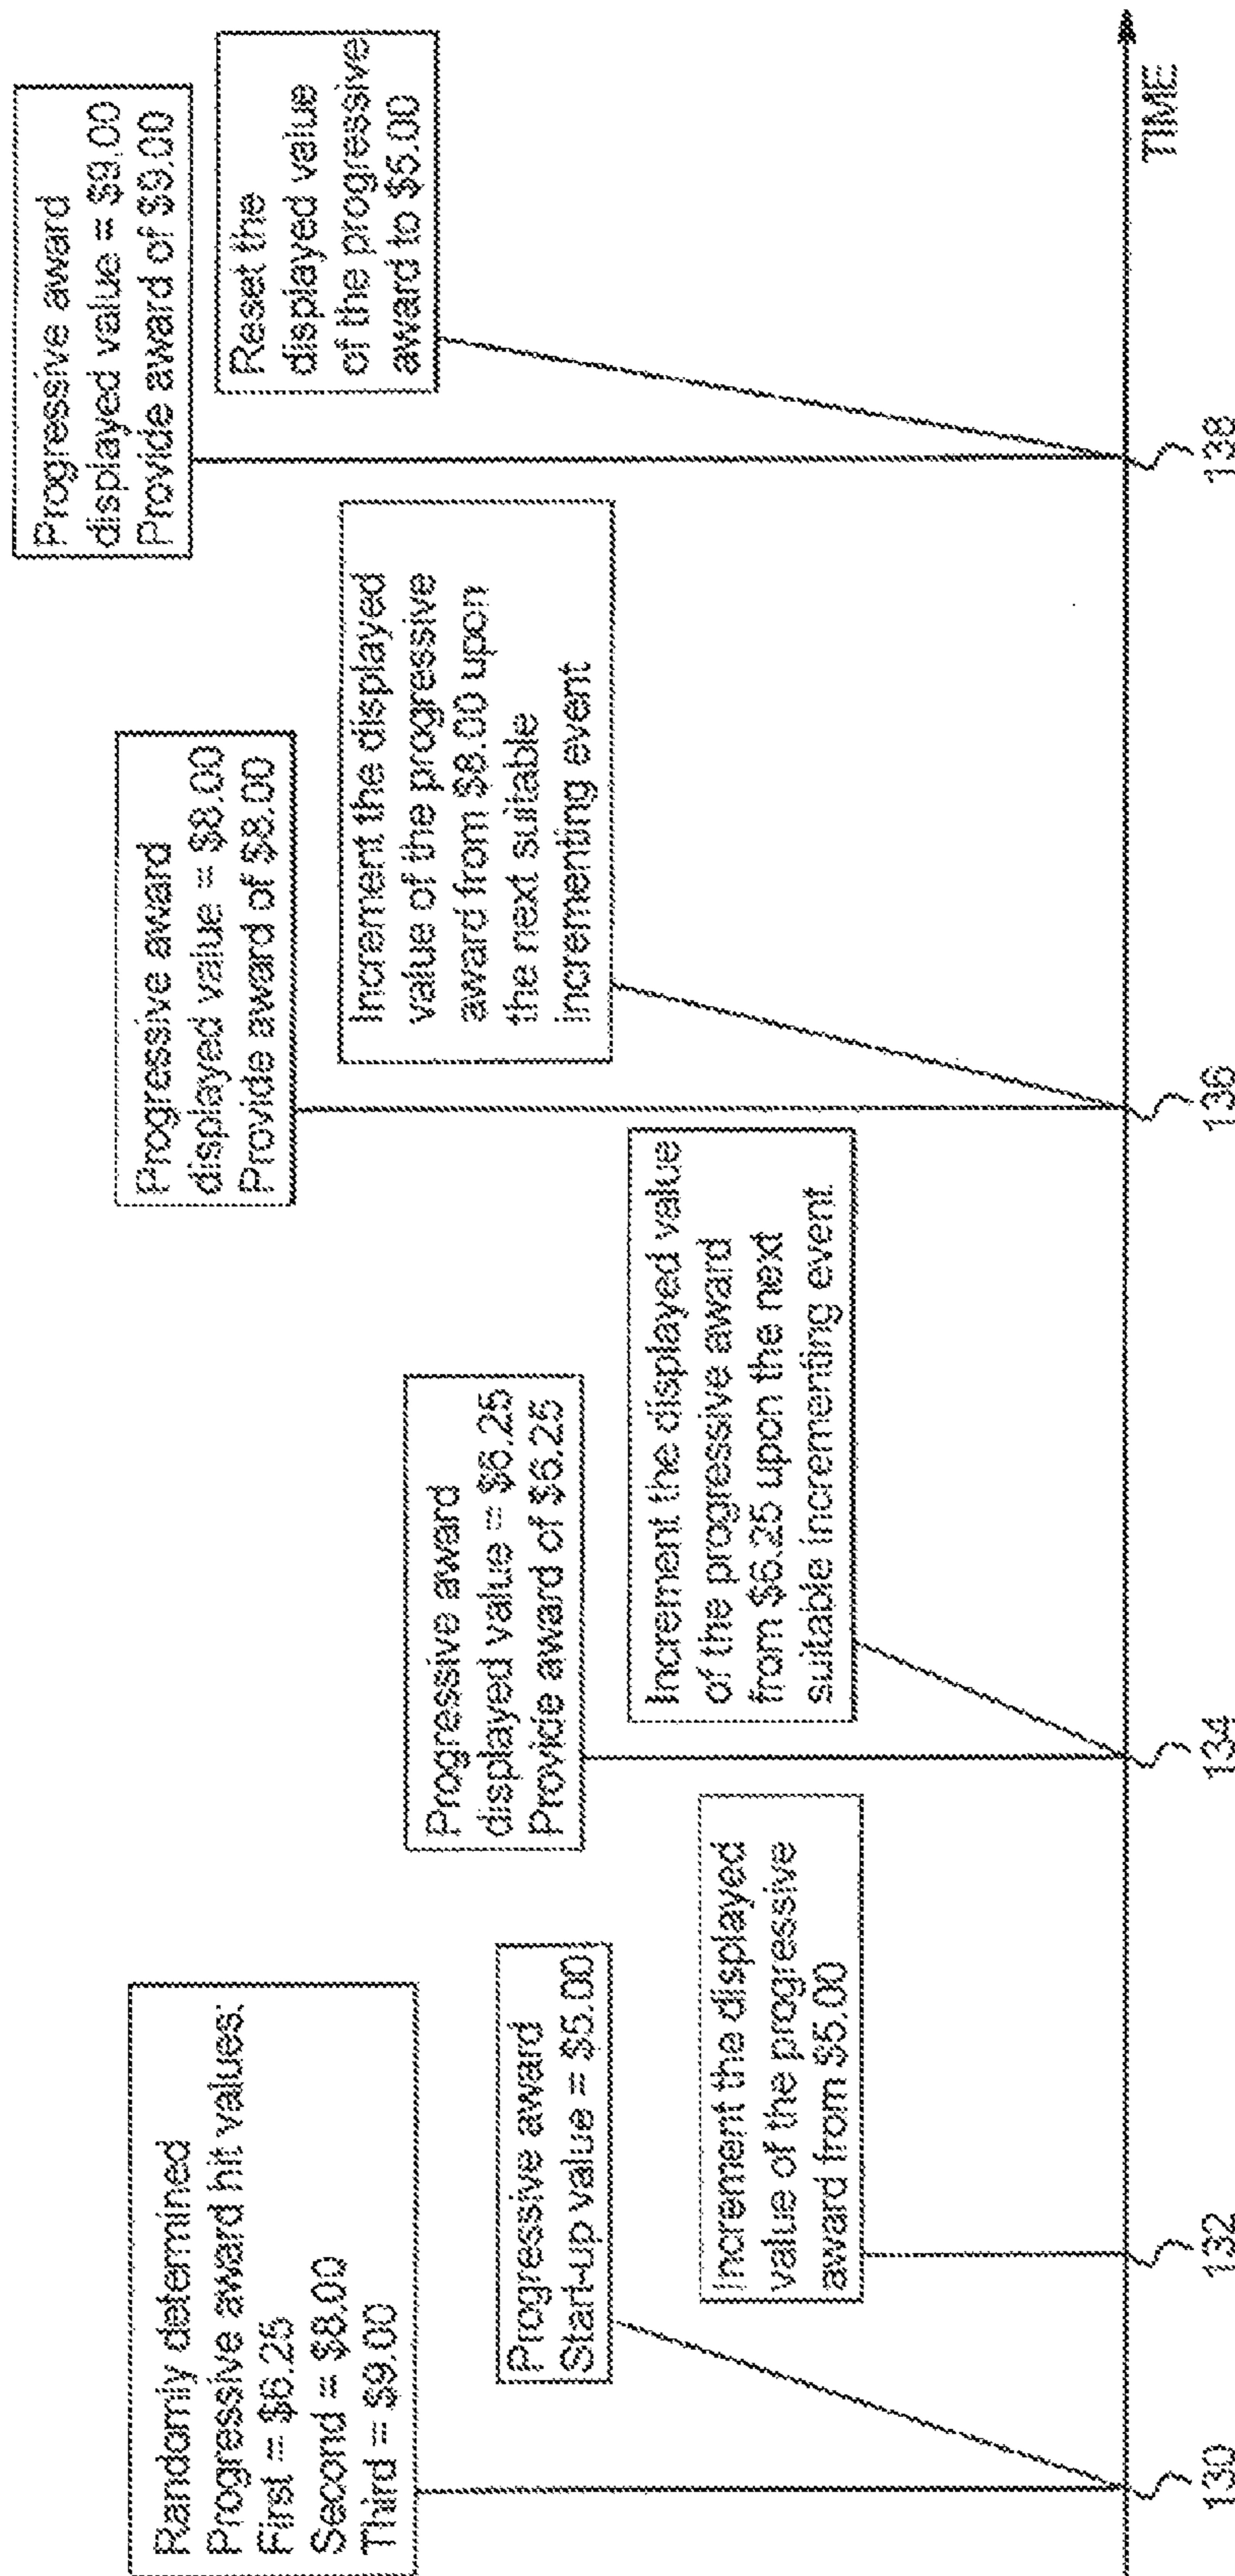 Randomly determined
Progressive award hit values:
First = $6.25
Second = $8.00
Third = $9.00
Progressive award
Start-up value = $5.00
Increment the displayed
value of the progressive
award from $5.00
Progressive award
displayed value = $6.25
Provide award of $6.25
Increment the displayed value
of the progressive award
from $6.25 upon the next
suitable incrementing event.
Progressive award
displayed value = $8.00
Provide award of $8.00
Increment the displayed
value of the progressive
award from $8.00 upon
the next suitable
incrementing event
Progressive award
displayed value = $9.00
Provide award of $9.00
Reset the
displayed value
of the progressive
award to $5.00
130
132
134
136
138
TIME